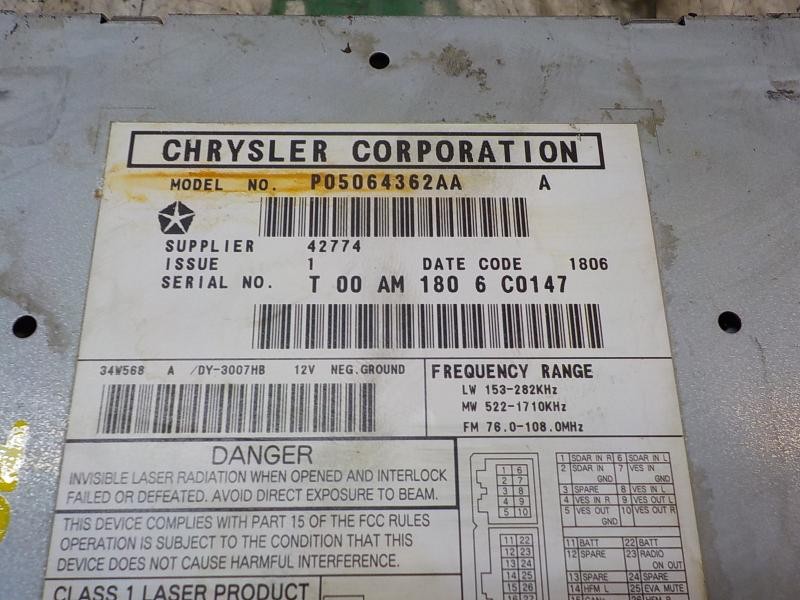 CHRYSLER CORPORATION
MODEL NO. P05064362AA A
SUPPLIER 42774
ISSUE 1 DATE CODE 1806
SERIAL NO. T 00 AM 180 6 C0147
34W568 A /DY-3007HB 12V NEG.GROUND
FREQUENCY RANGE
LW 153-282KHz
MW 522-1710KHz
FM 76.0-108.0MHz
DANGER
INVISIBLE LASER RADIATION WHEN OPENED AND INTERLOCK
FAILED OR DEFEATED. AVOID DIRECT EXPOSURE TO BEAM.
THIS DEVICE COMPLIES WITH PART 15 OF THE FCC RULES
OPERATION IS SUBJECT TO THE CONDITION THAT THIS
DEVICE DOES NOT CAUSE HARMFUL INTERFERENCE.
CLASS 1 LASER PRODUCT
1 6
2 7
3 8
4 9
5 10
11 22
12 23
13 24
14 25
15 26
1 SDAR IN R 6 SDAR IN L
2 SDAR IN GND 7 VES IN GND
3 SPARE 8 VES IN L
4 VES IN R 9 VES OUT L
5 VES OUT GND 10 VES OUT R
11 BATT 22 BATT
12 SPARE 23 RADIO ON OUT
13 SPARE 24 SPARE
14 HFM L 25 EVA MUTE